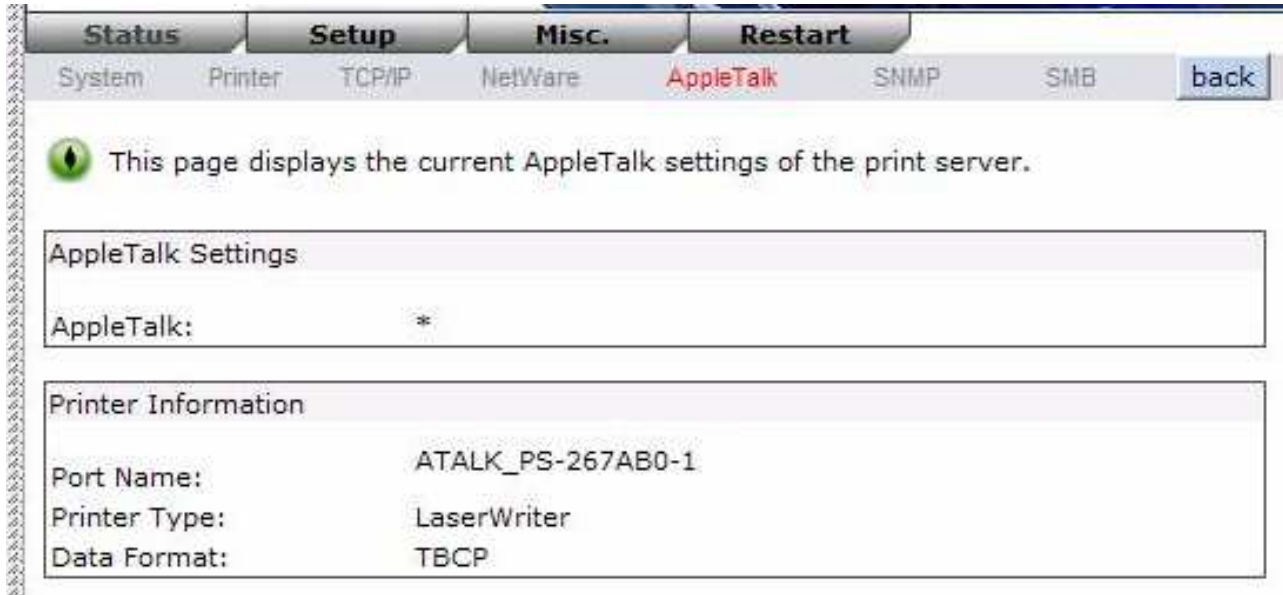 Status Setup Misc. Restart
System Printer TCP/IP NetWare AppleTalk SNMP SMB back
This page displays the current AppleTalk settings of the print server.
AppleTalk Settings
AppleTalk: *
Printer Information
Port Name: ATALK_PS-267AB0-1
Printer Type: LaserWriter
Data Format: TBCP